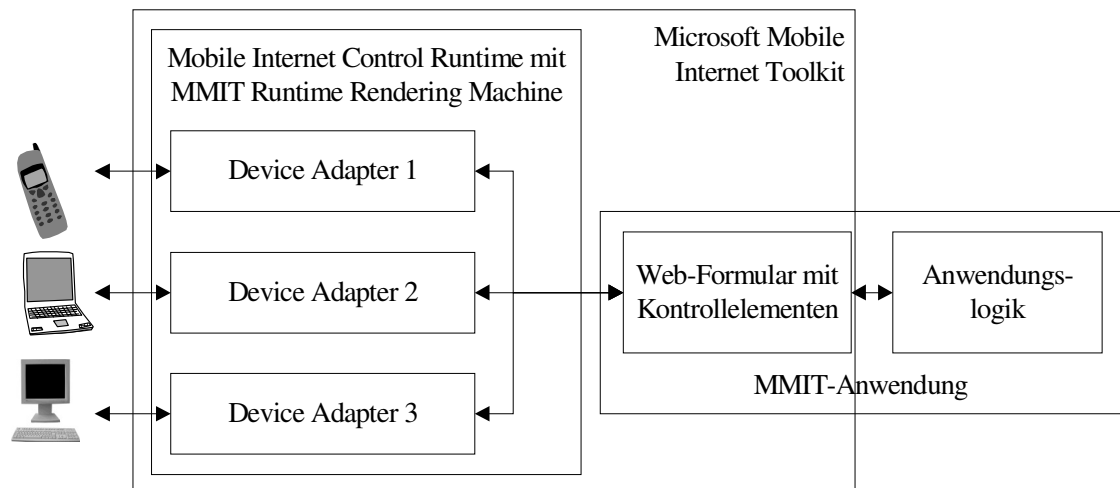 Microsoft Mobile
Internet Toolkit
Mobile Internet Control Runtime mit
MMIT Runtime Rendering Machine
Device Adapter 1
Device Adapter 2
Device Adapter 3
Web-Formular mit
Kontrollelementen
Anwendungs-
logik
MMIT-Anwendung